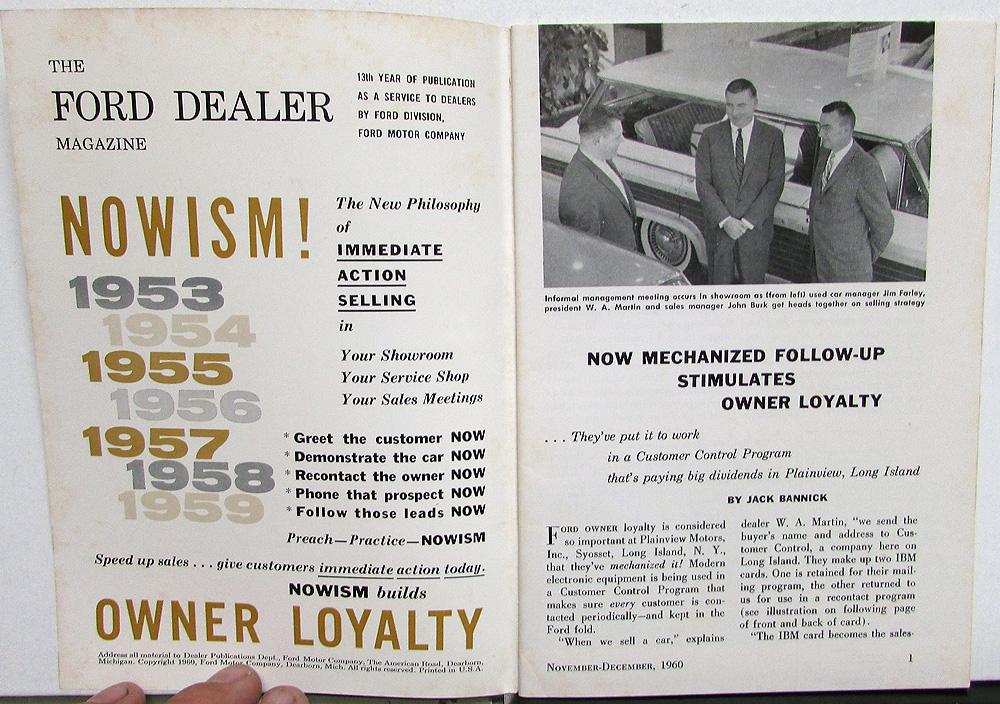 THE
FORD DEALER
MAGAZINE
13th YEAR OF PUBLICATION
AS A SERVICE TO DEALERS
BY FORD DIVISION,
FORD MOTOR COMPANY
NOWISM!
1953
1954
1955
1956
1957
1958
1959
The New Philosophy
of
IMMEDIATE
ACTION
SELLING
in
Your Showroom
Your Service Shop
Your Sales Meetings
* Greet the customer NOW
* Demonstrate the car NOW
* Recontact the owner NOW
* Phone that prospect NOW
* Follow those leads NOW
Preach—Practice—NOWISM
Speed up sales . . . give customers immediate action today.
NOWISM builds
OWNER LOYALTY
Address all material to Dealer Publications Dept., Ford Motor Company, The American Road, Dearborn,
Michigan. Copyright 1960, Ford Motor Company, Dearborn, Mich. All rights reserved. Printed in U.S.A.
Informal management meeting occurs in showroom as (from left) used car manager Jim Farley,
president W. A. Martin and sales manager John Burk get heads together on selling strategy
NOW MECHANIZED FOLLOW-UP
STIMULATES
OWNER LOYALTY
. . . They've put it to work
in a Customer Control Program
that's paying big dividends in Plainview, Long Island
BY JACK BANNICK
FORD OWNER loyalty is considered
so important at Plainview Motors,
Inc., Syosset, Long Island, N. Y.,
that they've mechanized it! Modern
electronic equipment is being used in
a Customer Control Program that
makes sure every customer is con-
tacted periodically—and kept in the
Ford fold.
"When we sell a car," explains
dealer W. A. Martin, "we send the
buyer's name and address to Cus-
tomer Control, a company here on
Long Island. They make up two IBM
cards. One is retained for their mail-
ing program, the other returned to
us for use in a recontact program
(see illustration on following page
of front and back of card).
"The IBM card becomes the sales-
NOVEMBER-DECEMBER, 1960
1